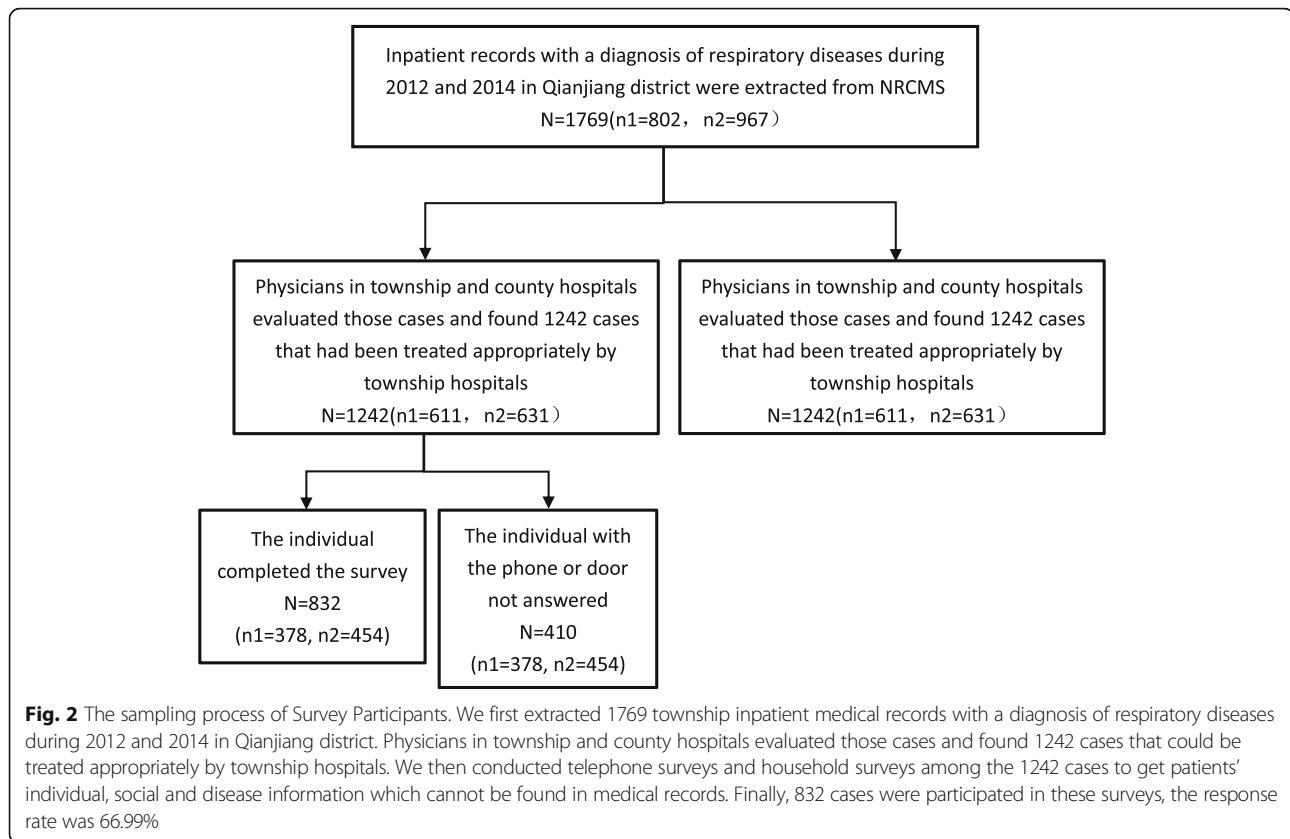 Inpatient records with a diagnosis of respiratory diseases during
2012 and 2014 in Qianjiang district were extracted from NRCMS
N=1769(n1=802，n2=967）
Physicians in township and county hospitals
evaluated those cases and found 1242 cases
that had been treated appropriately by
township hospitals
N=1242(n1=611，n2=631）
Physicians in township and county hospitals
evaluated those cases and found 1242 cases
that had been treated appropriately by
township hospitals
N=1242(n1=611，n2=631）
The individual
completed the survey
N=832
(n1=378, n2=454)
The individual with
the phone or door
not answered
N=410
(n1=378, n2=454)
Fig. 2 The sampling process of Survey Participants. We first extracted 1769 township inpatient medical records with a diagnosis of respiratory diseases
during 2012 and 2014 in Qianjiang district. Physicians in township and county hospitals evaluated those cases and found 1242 cases that could be
treated appropriately by township hospitals. We then conducted telephone surveys and household surveys among the 1242 cases to get patients’
individual, social and disease information which cannot be found in medical records. Finally, 832 cases were participated in these surveys, the response
rate was 66.99%